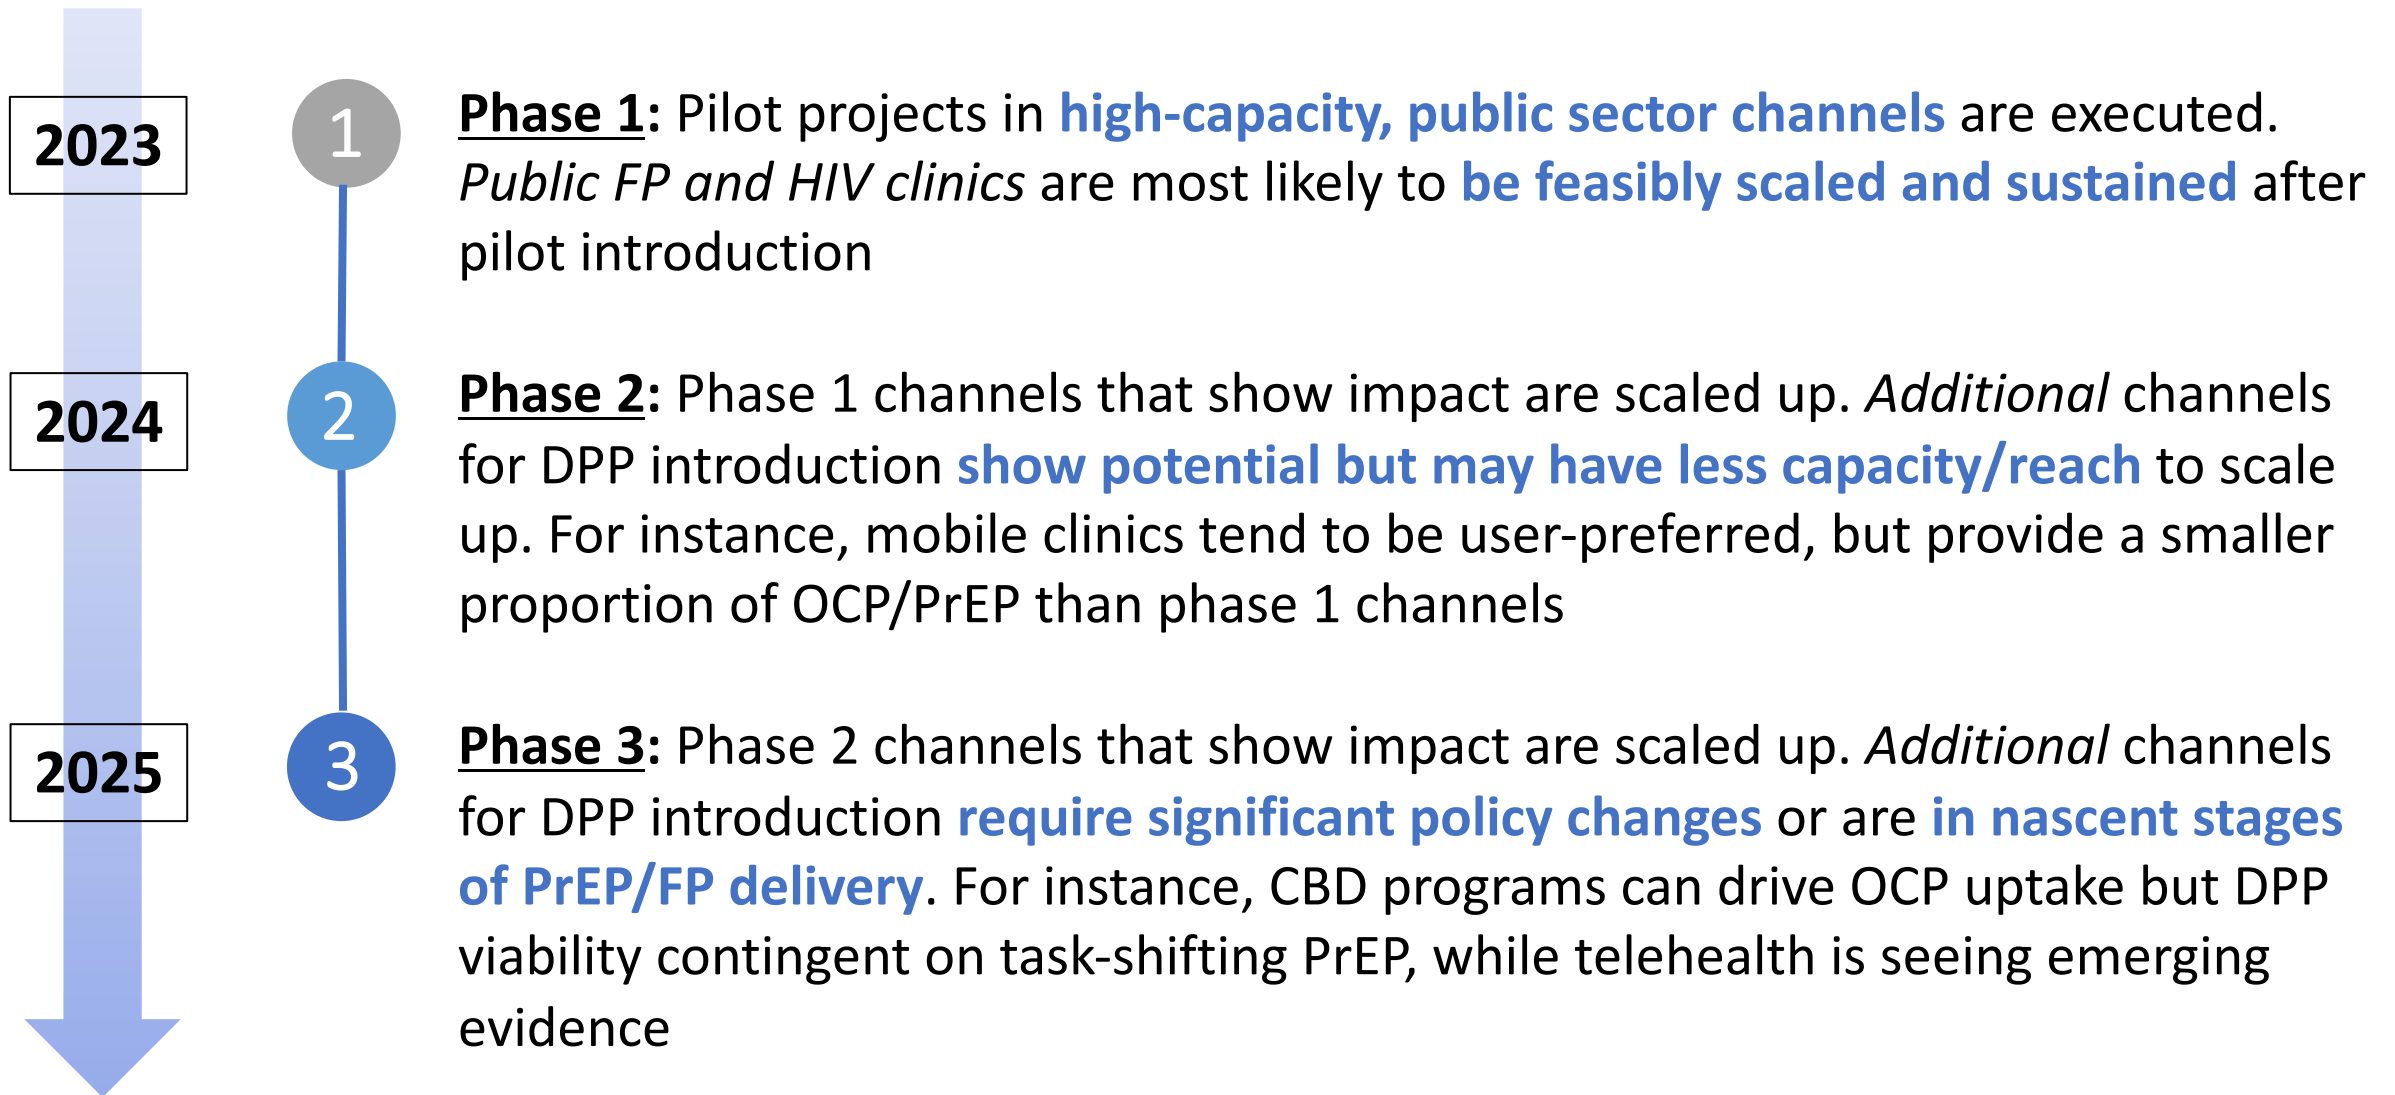 2023
1
Phase 1: Pilot projects in high-capacity, public sector channels are executed.
Public FP and HIV clinics are most likely to be feasibly scaled and sustained after
pilot introduction
2024
2
Phase 2: Phase 1 channels that show impact are scaled up. Additional channels
for DPP introduction show potential but may have less capacity/reach to scale
up. For instance, mobile clinics tend to be user-preferred, but provide a smaller
proportion of OCP/PrEP than phase 1 channels
2025
3
Phase 3: Phase 2 channels that show impact are scaled up. Additional channels
for DPP introduction require significant policy changes or are in nascent stages
of PrEP/FP delivery. For instance, CBD programs can drive OCP uptake but DPP
viability contingent on task-shifting PrEP, while telehealth is seeing emerging
evidence